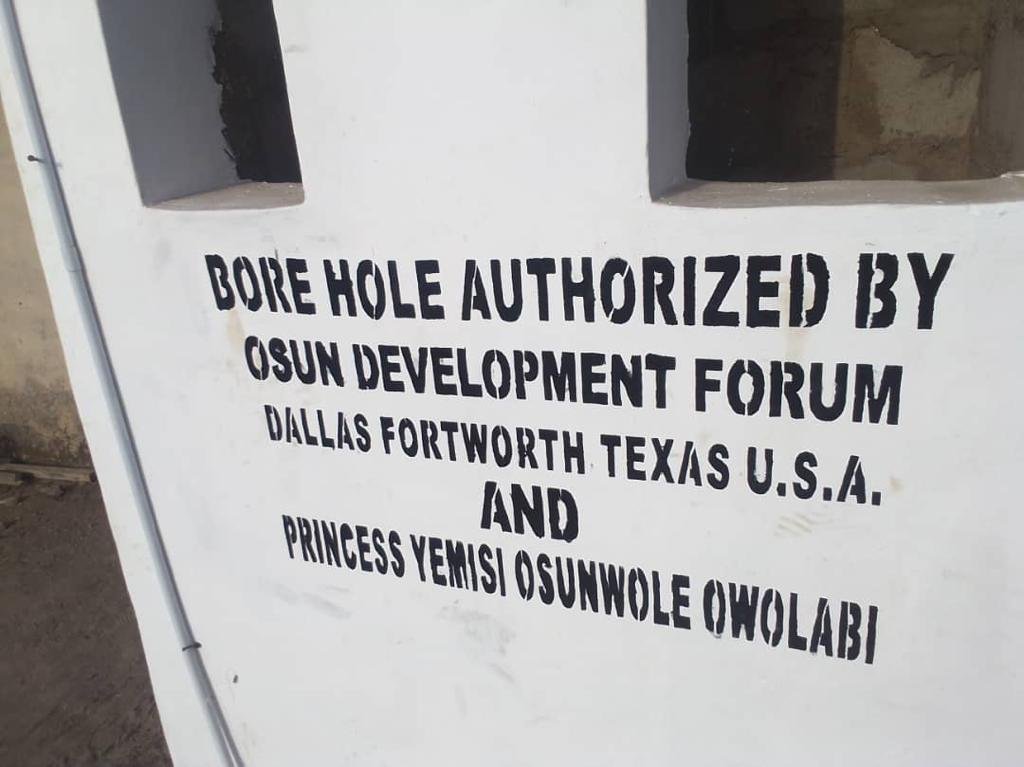 BORE HOLE AUTHORIZED BY
OSUN DEVELOPMENT FORUM
DALLAS FORTWORTH TEXAS U.S.A.
AND
PRINCESS YEMISI OSUNWOLE OWOLABI